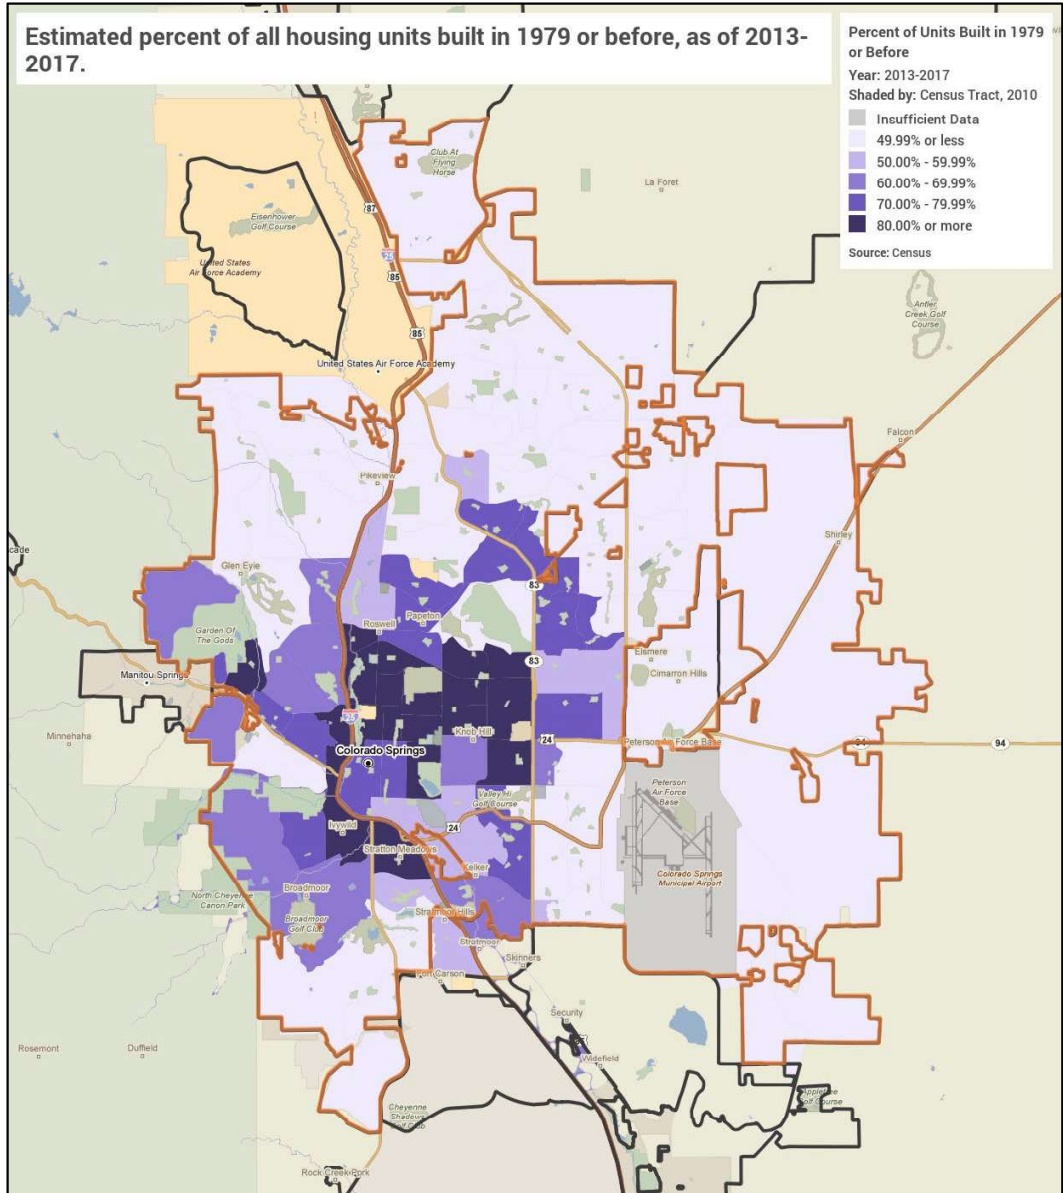 Estimated percent of all housing units built in 1979 or before, as of 2013-
2017.
Percent of Units Built in 1979
or Before
Year: 2013-2017
Shaded by: Census Tract, 2010
Insufficient Data
49.99% or less
50.00% - 59.99%
60.00% - 69.99%
70.00% - 79.99%
80.00% or more
Source: Census
Club At
Flying
Horse
La Foret
87
Eisenhower
Golf Course
25
United States
Air Force Academy
85
Antler
Creek Golf
Course
85
United States Air Force Academy
Falcon
Pikeview
Shirley
cade
Glen Eyie
83
Papeton
Roswell
Garden Of
The Gods
Elsmere
83
Cimarron Hills
Manitou Springs
25
Minnehaha
Knob Hill
24
Peterson Air Force Base
94
Colorado Springs
Peterson
Air Force
Base
Valley Hi
Golf Course
Ivywild
24
Stratton Meadows
Kelker
Colorado Springs
Municipal Airport
Broadmoor
North Cheyenne
Canon Park
Broadmoor
Golf Club
Stratmoor Hills
Stratmoor
Skinners
Fort Carson
Security
Rosemont
Duffield
Widefield
Appletree
Golf Course
Cheyenne
Shadows
Golf Club
Rock Creek Park